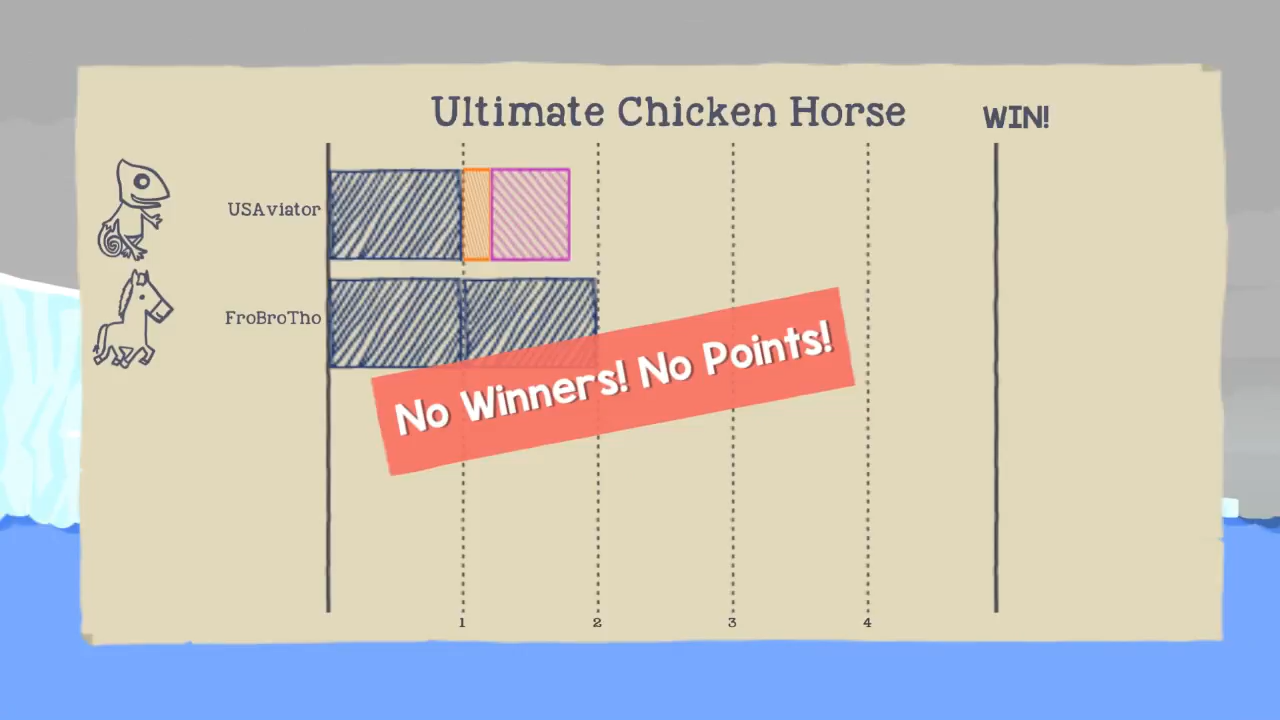 Ultimate Chicken Horse
WIN!
USAviator
FroBroTho
No Winners! No Points!
1 2 3 4